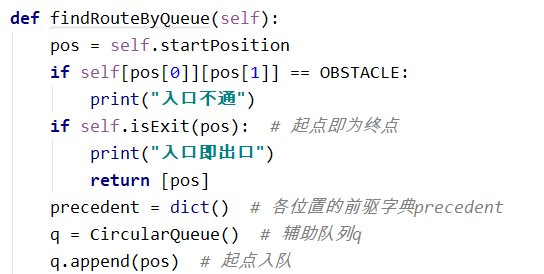 def findRouteByQueue(self):
    pos = self.startPosition
    if self[pos[0]][pos[1]] == OBSTACLE:
        print("入口不通")
    if self.isExit(pos):  # 起点即为终点
        print("入口即出口")
        return [pos]
    precedent = dict()  # 各位置的前驱字典precedent
    q = CircularQueue()  # 辅助队列q
    q.append(pos)  # 起点入队